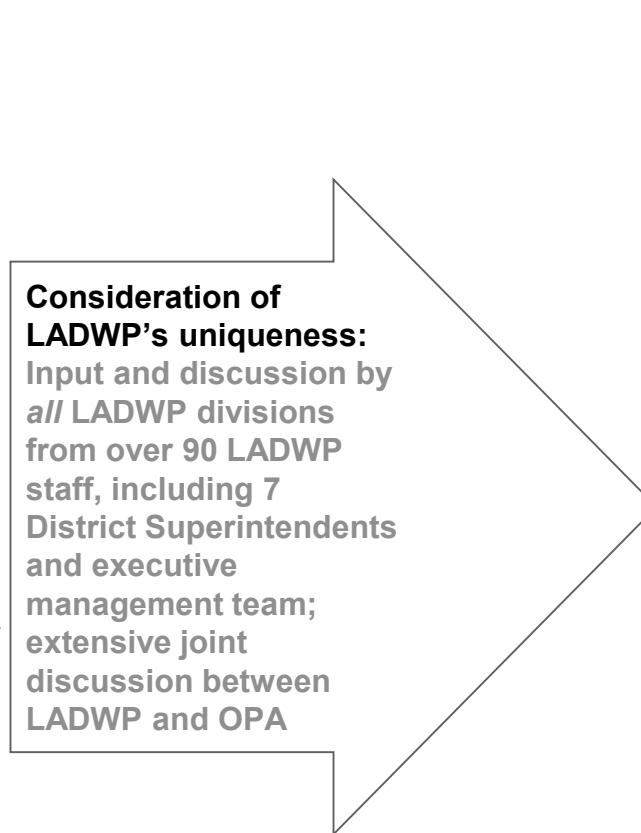 Consideration of
LADWP’s uniqueness:
Input and discussion by
all LADWP divisions
from over 90 LADWP
staff, including 7
District Superintendents
and executive
management team;
extensive joint
discussion between
LADWP and OPA